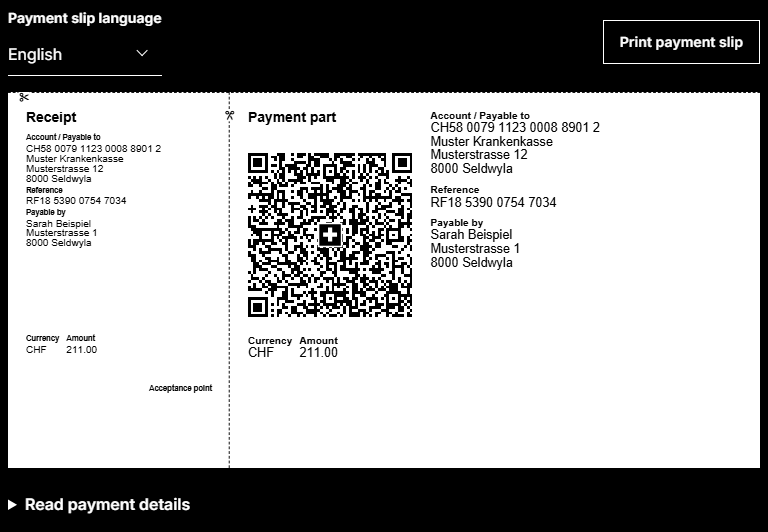 Payment slip language
English
Print payment slip
Receipt
Account / Payable to
CH58 0079 1123 0008 8901 2
Muster Krankenkasse
Musterstrasse 12
8000 Seldwyla
Reference
RF18 5390 0754 7034
Payable by
Sarah Beispiel
Musterstrasse 1
8000 Seldwyla
Currency Amount
CHF 211.00
Acceptance point
Payment part
Currency Amount
CHF 211.00
Account / Payable to
CH58 0079 1123 0008 8901 2
Muster Krankenkasse
Musterstrasse 12
8000 Seldwyla
Reference
RF18 5390 0754 7034
Payable by
Sarah Beispiel
Musterstrasse 1
8000 Seldwyla
Read payment details